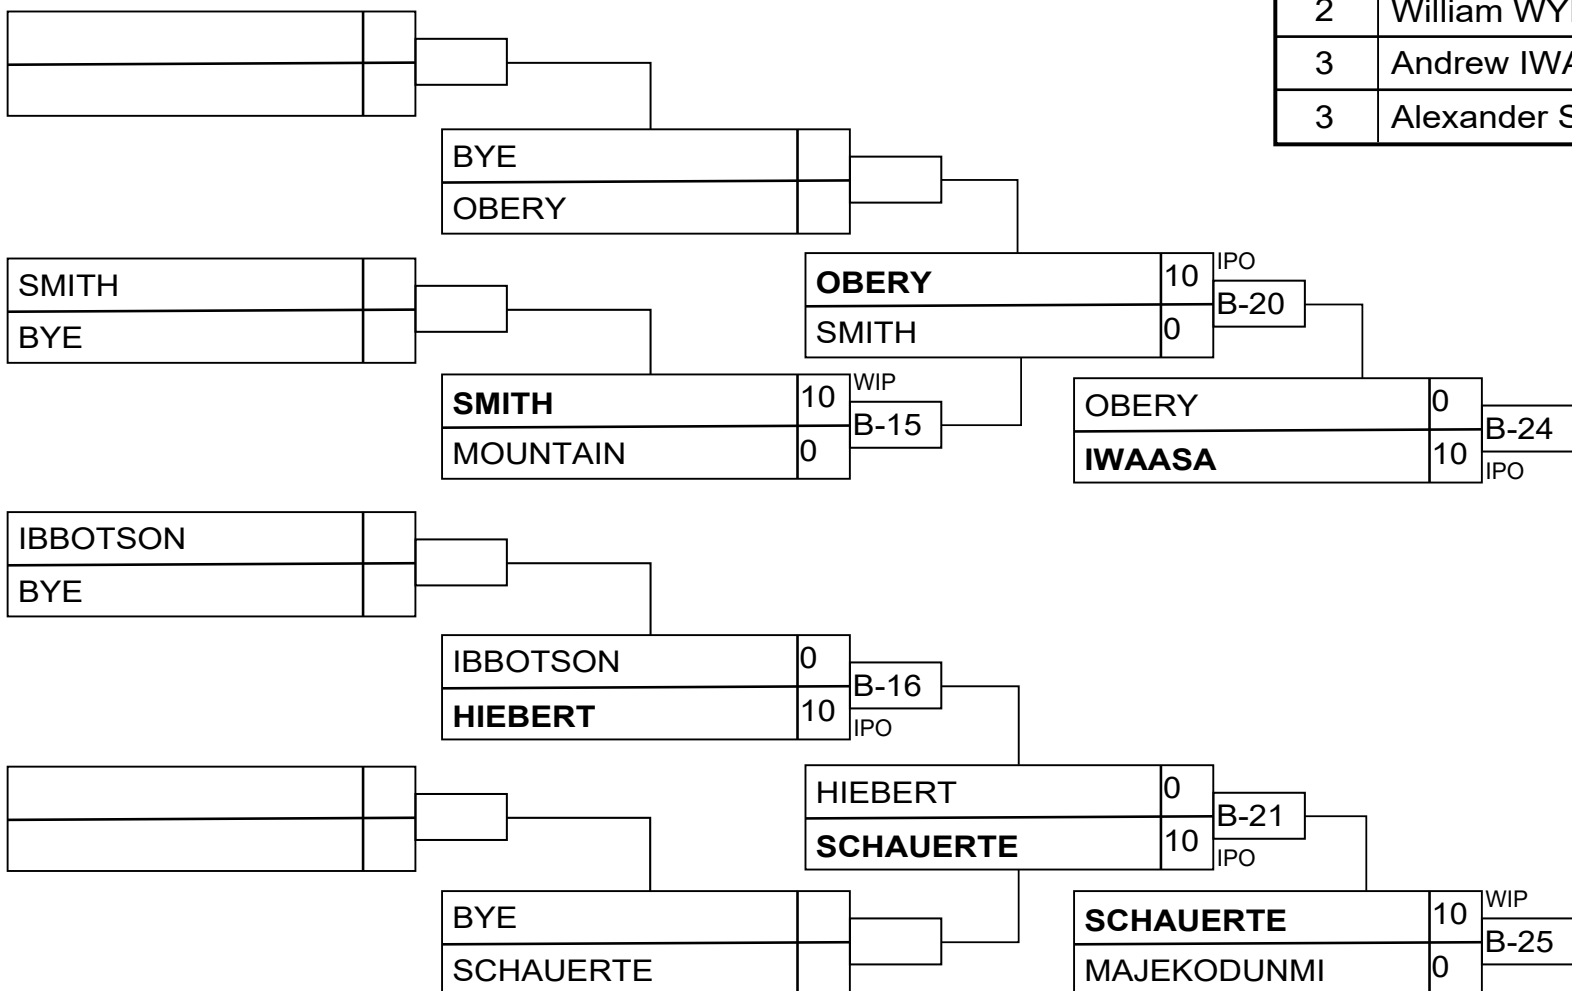 2
William
3
Andrew
3
Alexander
BYE
OBERY
SMITH
BYE
OBERY 10 IPO
B-20
SMITH 0
SMITH 10 WIP
B-15
MOUNTAIN 0
OBERY 0
B-24
IWAASA 10 IPO
IBBOTSON
BYE
IBBOTSON 0
B-16
HIEBERT 10 IPO
HIEBERT 0
B-21
SCHAUERTE 10 IPO
BYE
SCHAUERTE
SCHAUERTE 10 WIP
B-25
MAJEKODUNMI 0